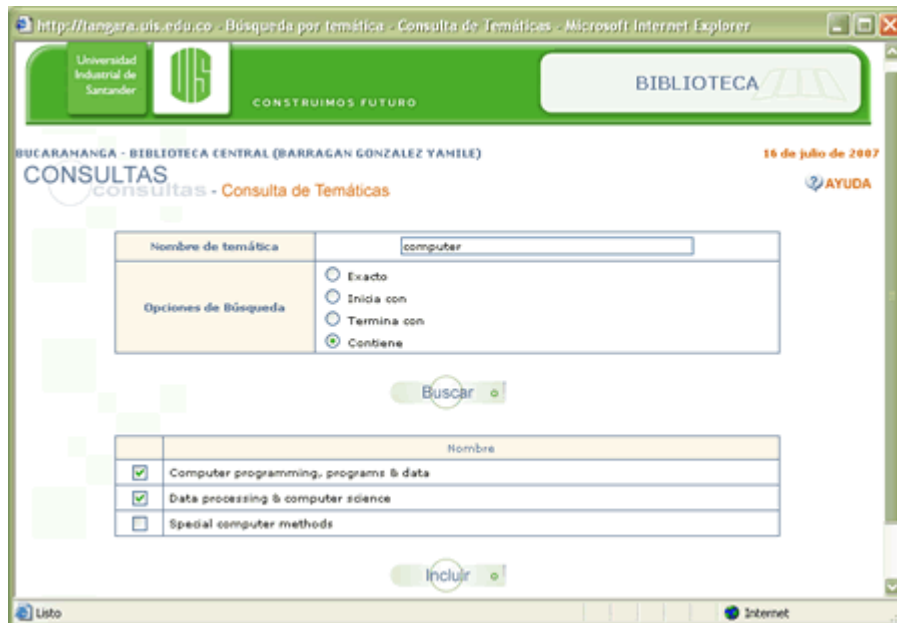 http://tangara.uis.edu.co - Búsqueda por temática - Consulta de Temáticas - Microsoft Internet Explorer
Universidad
Industrial de
Santander
UIS
CONSTRUIMOS FUTURO
BIBLIOTECA
BUCARAMANGA - BIBLIOTECA CENTRAL (BARRAGAN GONZALEZ YAMILE)
16 de julio de 2007
CONSULTAS
consultas - Consulta de Temáticas
AYUDA
Nombre de temática
computer
Opciones de Búsqueda
Exacto
Inicia con
Termina con
Contiene
Buscar
Nombre
Computer programming, programs & data
Data processing & computer science
Special computer methods
Incluir
Listo
Internet